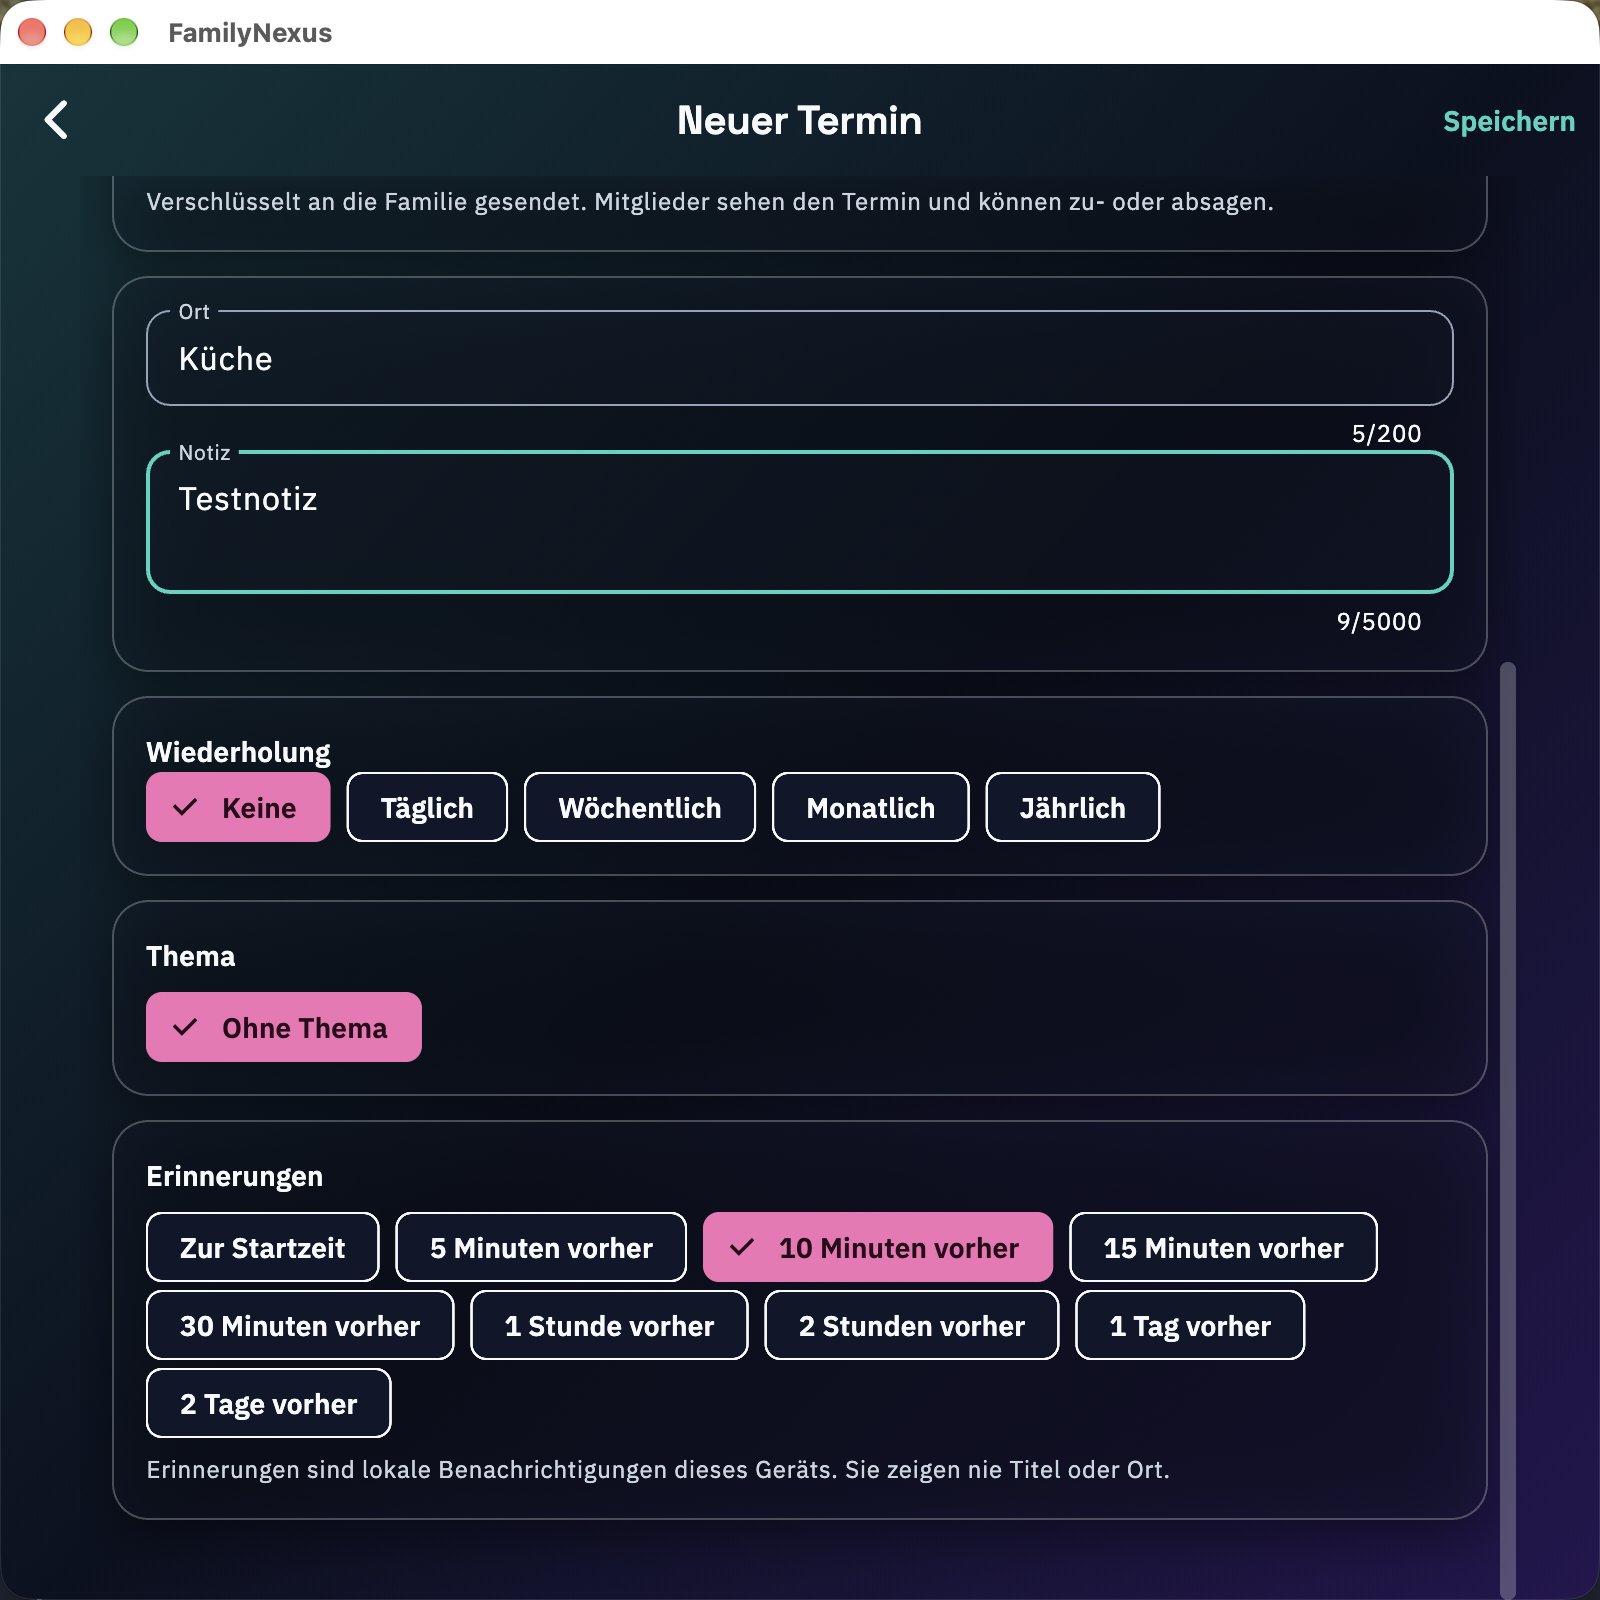 FamilyNexus
Neuer Termin
Speichern
Verschlüsselt an die Familie gesendet. Mitglieder sehen den Termin und können zu- oder absagen.
Ort
Küche
5/200
Notiz
Testnotiz
9/5000
Wiederholung
Keine
Täglich
Wöchentlich
Monatlich
Jährlich
Thema
Ohne Thema
Erinnerungen
Zur Startzeit
5 Minuten vorher
10 Minuten vorher
15 Minuten vorher
30 Minuten vorher
1 Stunde vorher
2 Stunden vorher
1 Tag vorher
2 Tage vorher
Erinnerungen sind lokale Benachrichtigungen dieses Geräts. Sie zeigen nie Titel oder Ort.